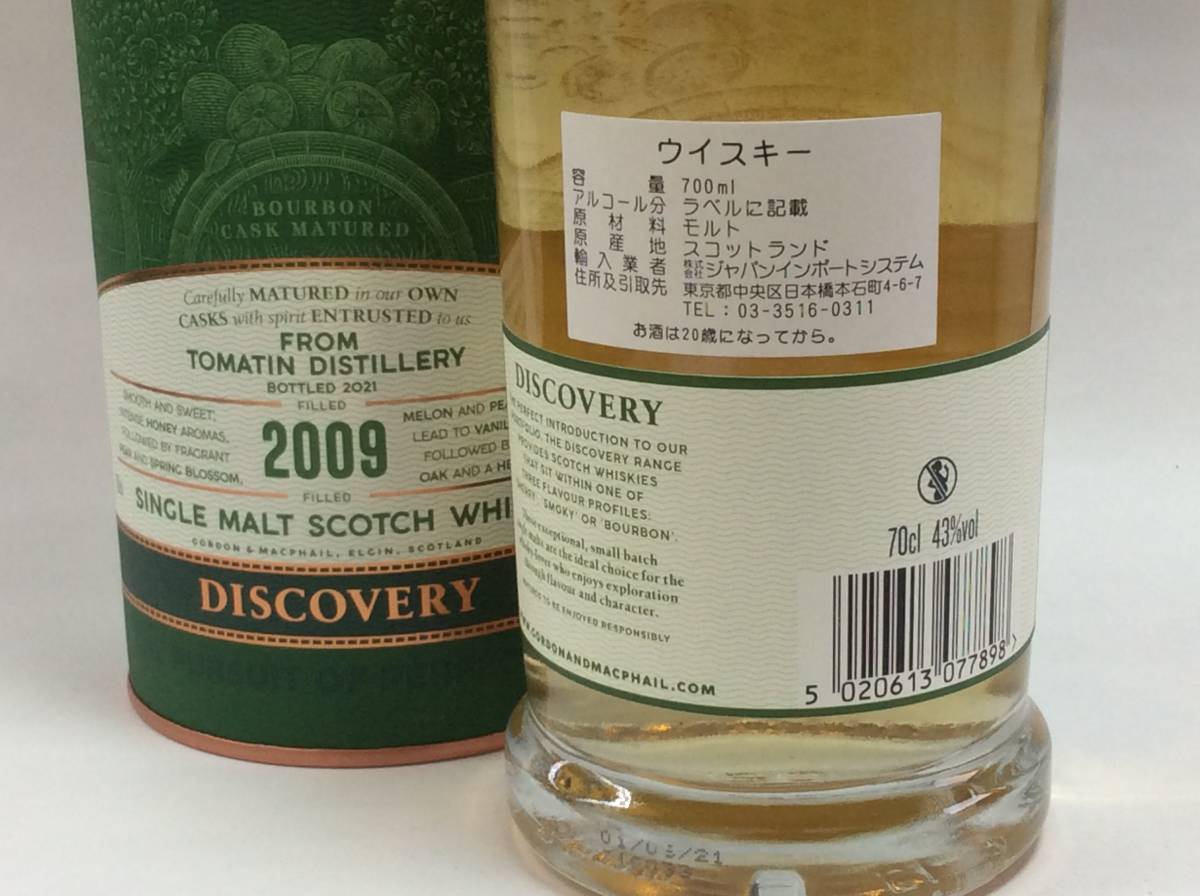 BOURBON
CASK MATURED
Carefully MATURED in our OWN
CASKS with spirit ENTRUSTED to us
FROM
TOMATIN DISTILLERY
BOTTLED 2021
FILLED
2009
FILLED
SMOOTH AND SWEET,
INTENSE HONEY AROMAS,
FOLLOWED BY FRAGRANT
PEAR AND SPRING BLOSSOM.
MELON AND
LEAD TO
FOLLOWED
OAK AND A
SINGLE MALT SCOTCH WHI
GORDON & MACPHAIL, ELGIN, SCOTLAND
DISCOVERY
ウイスキー
容量 700ml
アルコール分 ラベルに記載
原材料 モルト
原産地 スコットランド
輸入業者 株式会社ジャパンインポートシステム
住所及引取先 東京都中央区日本橋本石町4-6-7
TEL：03-3516-0311
お酒は20歳になってから。
DISCOVERY
PERFECT INTRODUCTION TO OUR
PORTFOLIO, THE DISCOVERY RANGE
PROVIDES SCOTCH WHISKIES
THAT SIT WITHIN ONE OF
THREE FLAVOUR PROFILES:
'SHERRY', 'SMOKY' OR 'BOURBON'.
These exceptional, small batch
single malts are the ideal choice for the
whisky lover who enjoys exploration
through flavour and character.
TO BE ENJOYED RESPONSIBLY
WWW.GORDONANDMACPHAIL.COM
70cl 43%vol
5 020613 077898 >